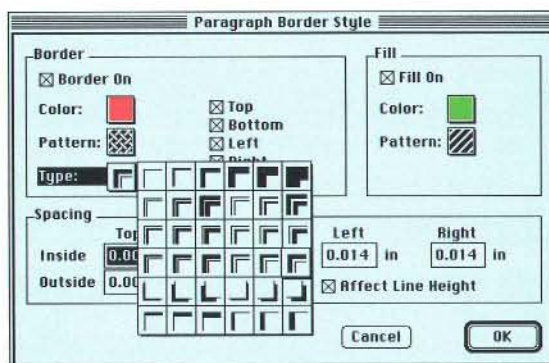 Paragraph Border Style
Border
Border On
Color:
Pattern:
Type:
Top
Bottom
Left
Right
Fill
Fill On
Color:
Pattern:
Spacing
Left
Right
Inside
0.014 in
0.014 in
Outside
Affect Line Height
Cancel
OK